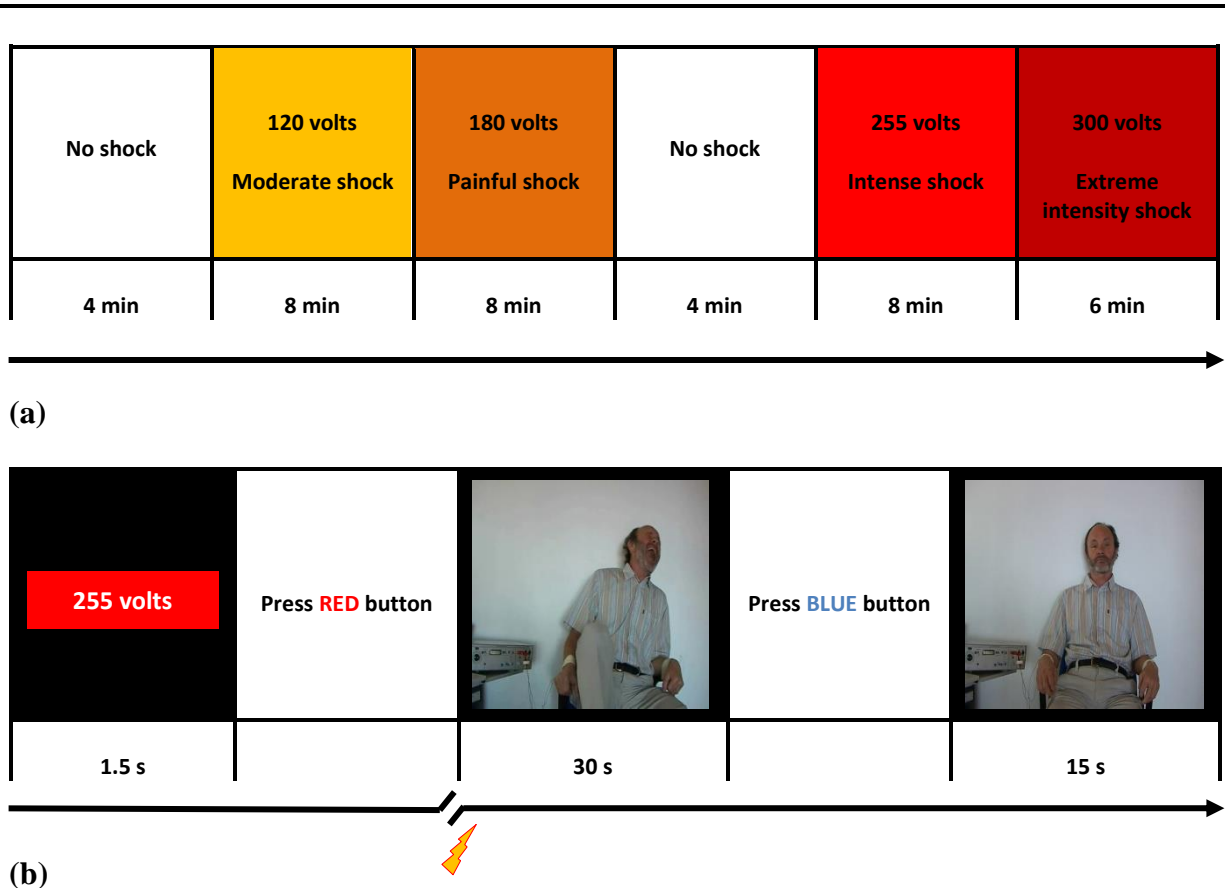 No shock
120 volts
Moderate shock
180 volts
Painful shock
No shock
255 volts
Intense shock
300 volts
Extreme
intensity shock
4 min
8 min
8 min
4 min
8 min
6 min
(a)
255 volts
Press RED button
Press BLUE button
1.5 s
30 s
15 s
(b)